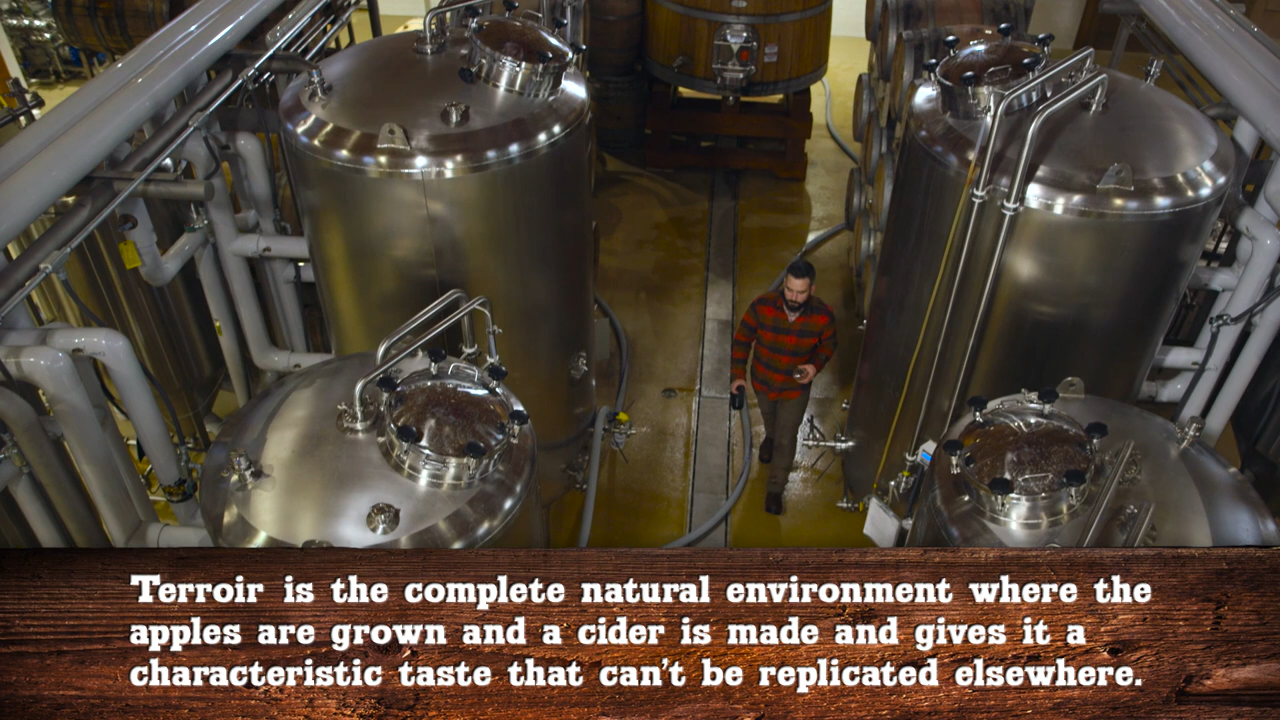 Terroir is the complete natural environment where the
apples are grown and a cider is made and gives it a
characteristic taste that can't be replicated elsewhere.